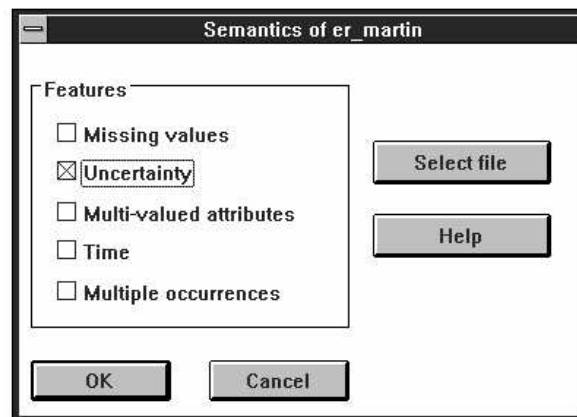 Semantics of er_martin
Features
Missing values
Uncertainty
Multi-valued attributes
Time
Multiple occurrences
Select file
Help
OK
Cancel